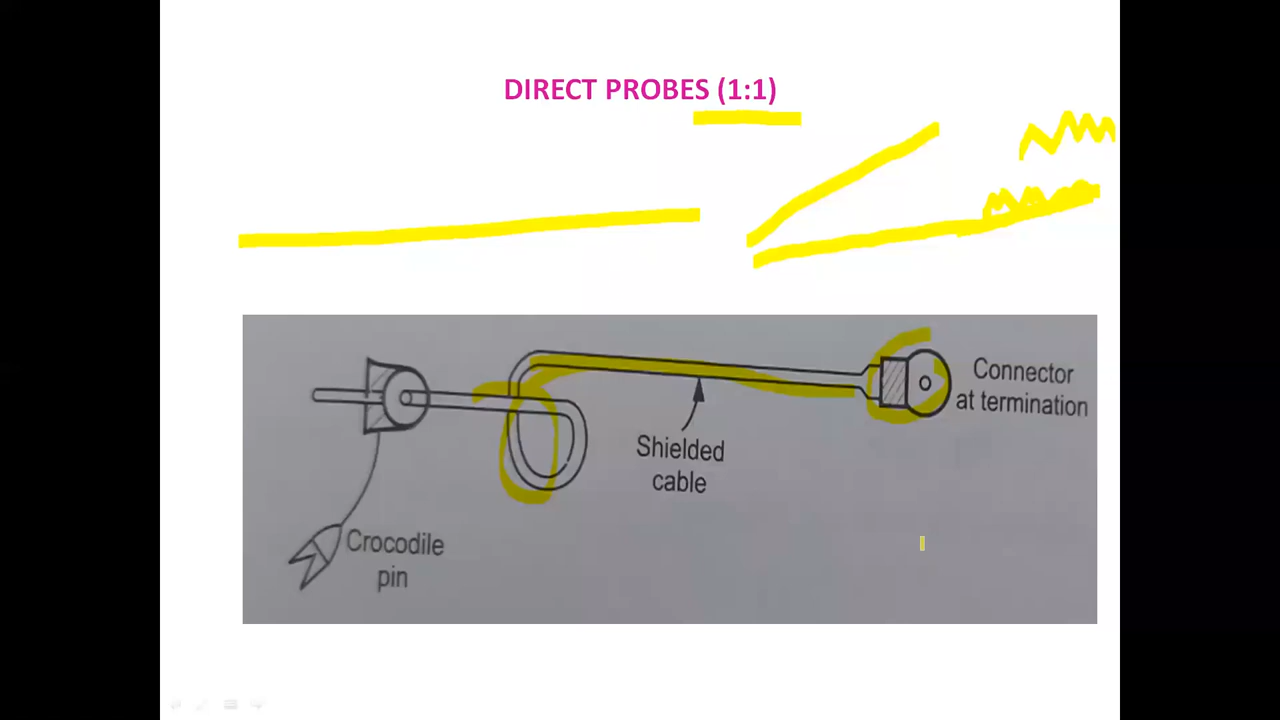 DIRECT PROBES (1:1)
Connector
at termination
Shielded
cable
Crocodile
pin